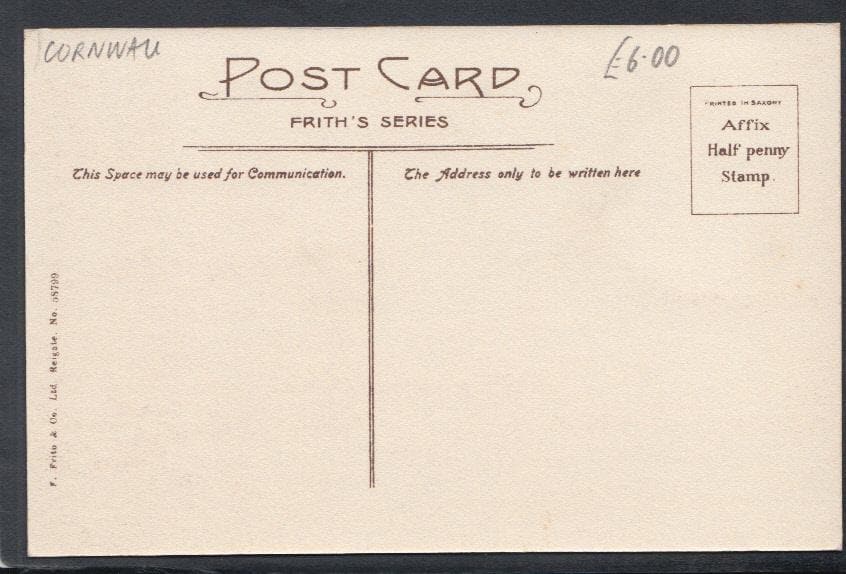 CORNWALL
£6.00
POST CARD
FRITH'S SERIES
This Space may be used for Communication.
The Address only to be written here
PRINTED IN SAXONY
Affix
Half penny
Stamp.
F. Frith & Co. Ltd. Reigate. No. 58799